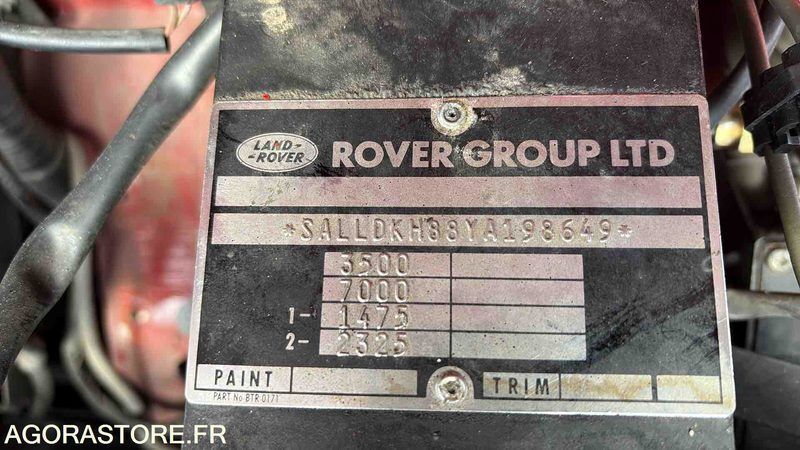 LAND-
-ROVER
ROVER GROUP LTD
*SALLDKH88YA198649*
3500
7000
1- 1475
2- 2325
PAINT
TRIM
PART No BTR 0171
AGORASTORE.FR